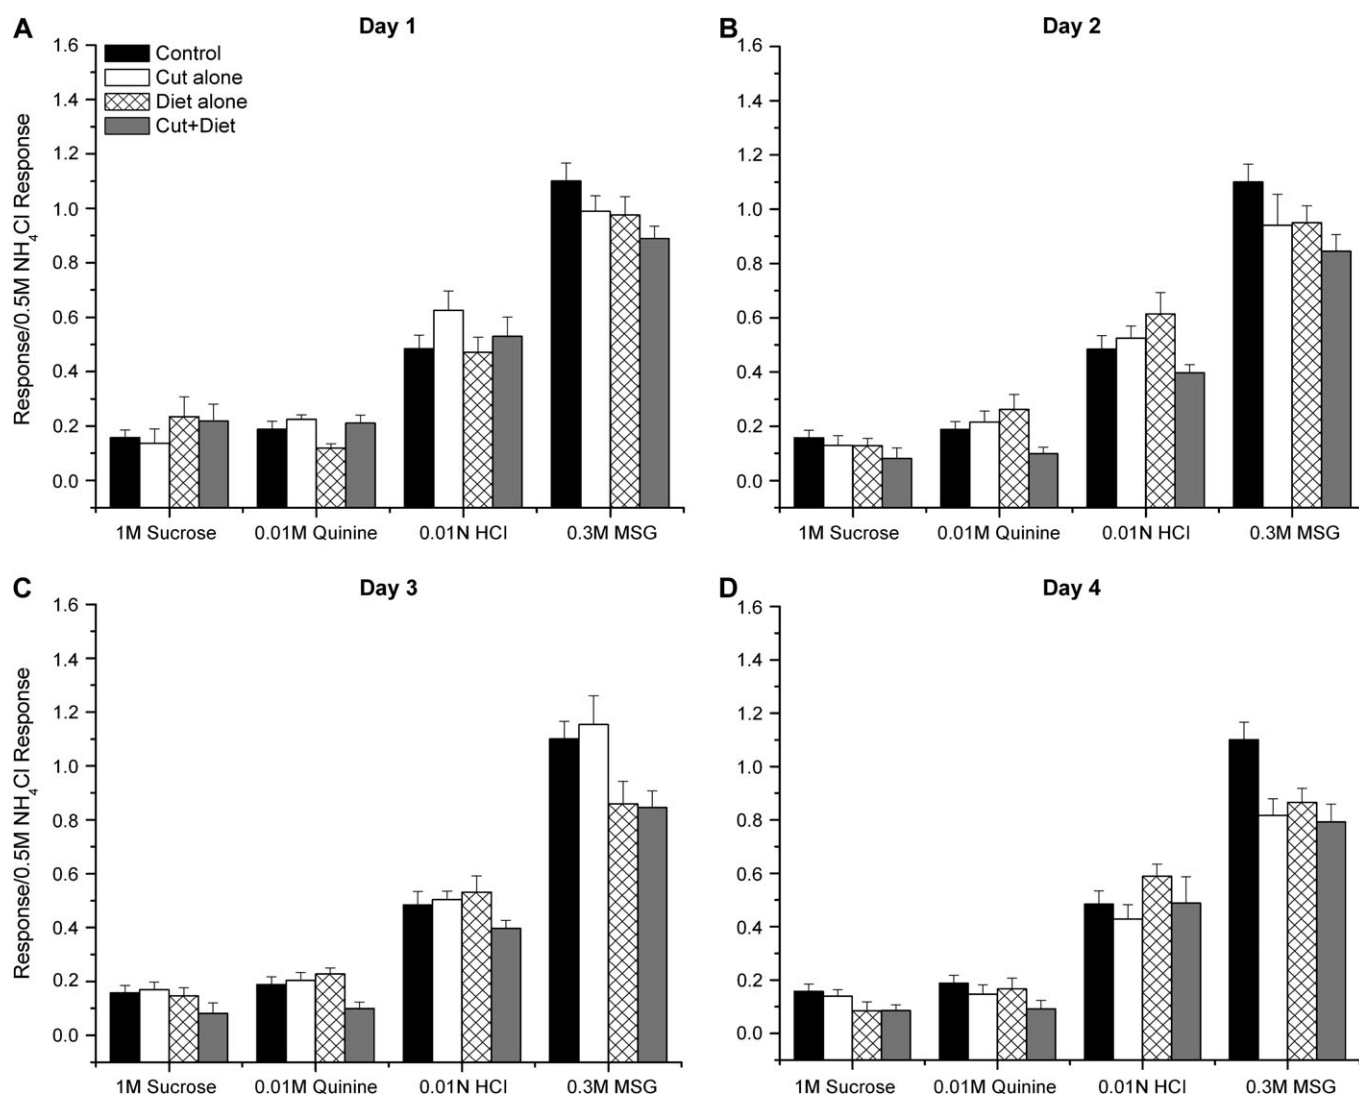 A
Day 1
Response/0.5M NH4Cl Response
1.6
1.4
1.2
1.0
0.8
0.6
0.4
0.2
0.0
Control
Cut alone
Diet alone
Cut+Diet
1M Sucrose 0.01M Quinine 0.01N HCl 0.3M MSG
B
Day 2
1.6
1.4
1.2
1.0
0.8
0.6
0.4
0.2
0.0
1M Sucrose 0.01M Quinine 0.01N HCl 0.3M MSG
C
Day 3
Response/0.5M NH4Cl Response
1.6
1.4
1.2
1.0
0.8
0.6
0.4
0.2
0.0
1M Sucrose 0.01M Quinine 0.01N HCl 0.3M MSG
D
Day 4
1.6
1.4
1.2
1.0
0.8
0.6
0.4
0.2
0.0
1M Sucrose 0.01M Quinine 0.01N HCl 0.3M MSG